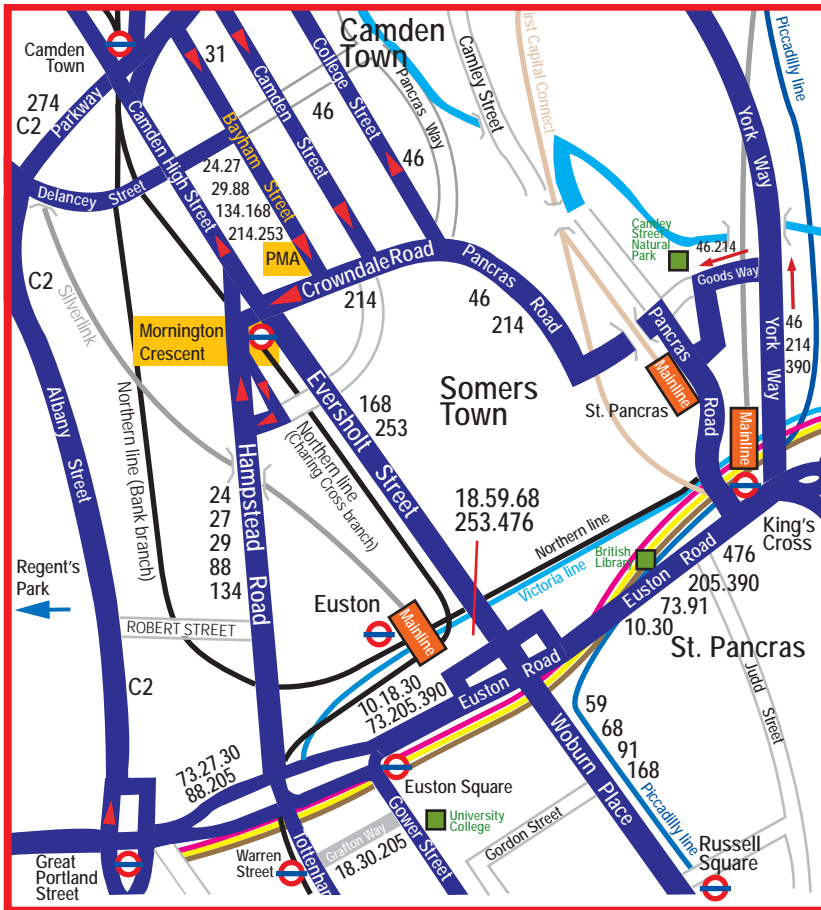 Camden
Town
274
C2
Parkway
31
Camden
Town
College Street
Camden Street
Bayham Street
Camden High Street
46
46
Pancras Way
Camley Street
First Capital Connect
Piccadilly line
York Way
Delancey Street
24.27
29.88
134.168
214.253
PMA
Crowndale Road
214
Camley
Street
Natural
Park
46.214
Goods Way
C2
Silverlink
Mornington
Crescent
Pancras Road
46
214
Pancras Road
York Way
46
214
390
Mainline
St. Pancras
Mainline
Somers
Town
Albany Street
Northern line (Bank branch)
Hampstead Road
Northern line
(Charing Cross branch)
Eversholt Street
168
253
24
27
29
88
134
18.59.68
253.476
Northern line
Victoria line
British
Library
King's
Cross
Euston Road
476
205.390
73.91
10.30
St. Pancras
Judd Street
Regent's
Park
ROBERT STREET
Euston
Mainline
C2
10.18.30
73.205.390
Euston Road
Woburn Place
59
68
91
168
Piccadilly line
73.27.30
88.205
Euston Square
Gower Street
University
College
Gordon Street
Russell
Square
Great
Portland
Street
Warren
Street
Tottenham
Grafton Way
18.30.205